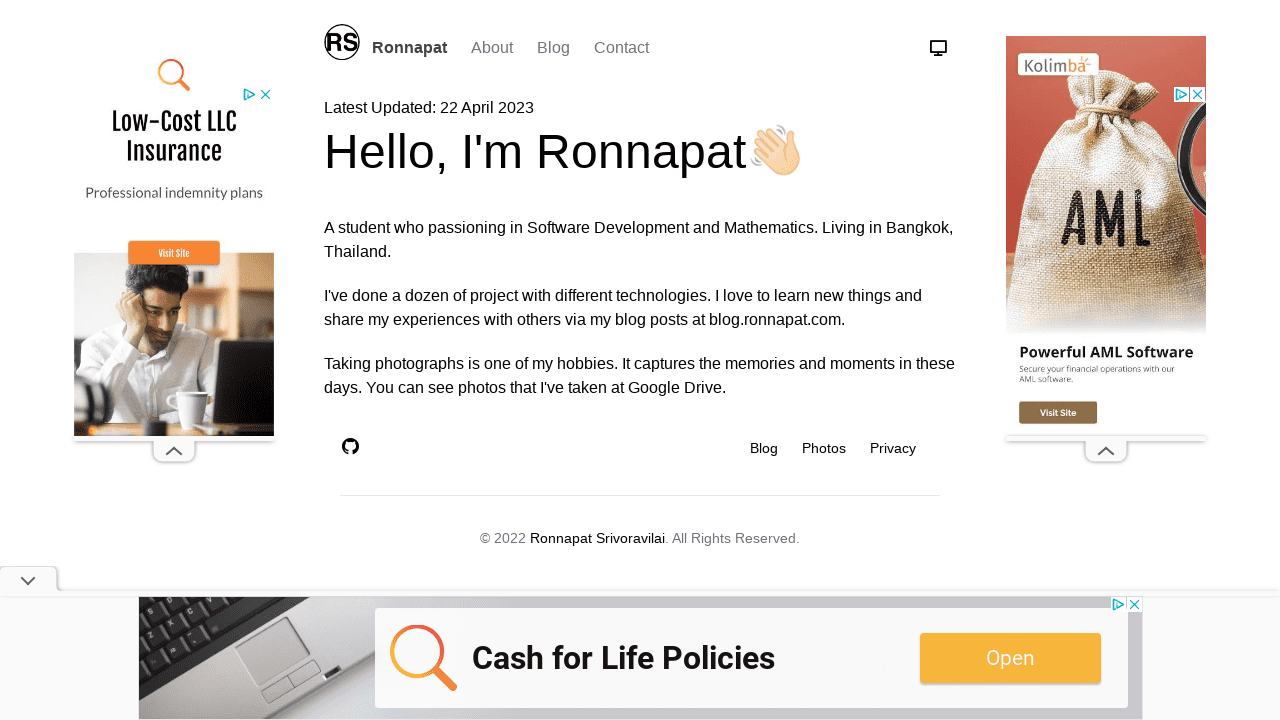 RS Ronnapat About Blog Contact
Latest Updated: 22 April 2023
Hello, I'm Ronnapat
A student who passioning in Software Development and Mathematics. Living in Bangkok,
Thailand.
I've done a dozen of project with different technologies. I love to learn new things and
share my experiences with others via my blog posts at blog.ronnapat.com.
Taking photographs is one of my hobbies. It captures the memories and moments in these
days. You can see photos that I've taken at Google Drive.
Blog Photos Privacy
© 2022 Ronnapat Srivoravilai. All Rights Reserved.
Low-Cost LLC
Insurance
Professional indemnity plans
Visit Site
Kolimba
AML
Powerful AML Software
Secure your financial operations with our
AML software.
Visit Site
Cash for Life Policies
Open